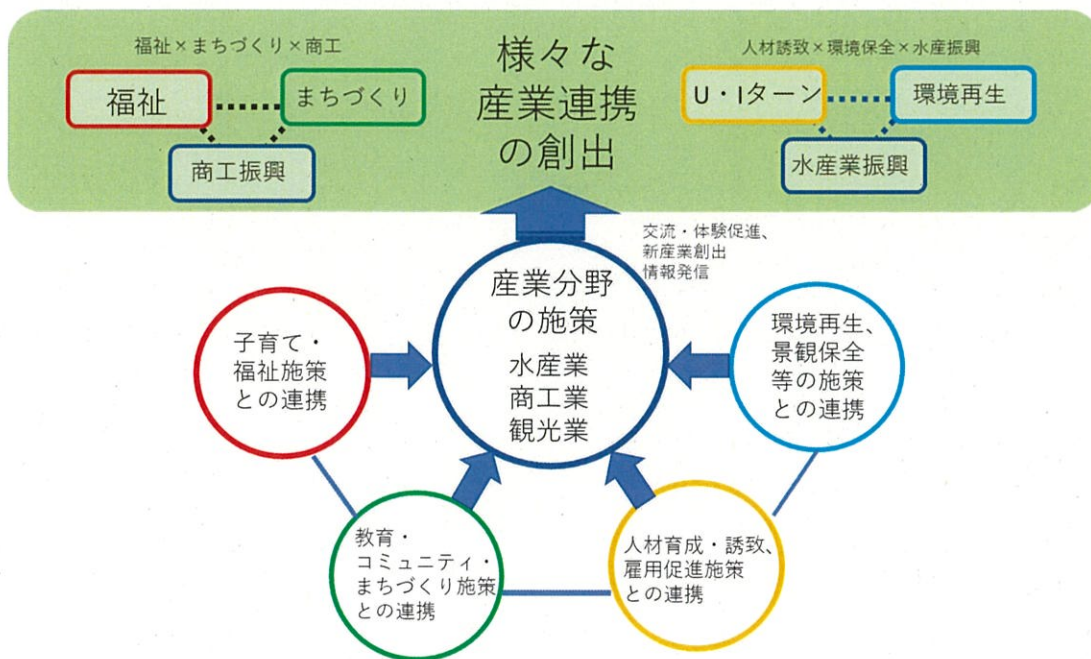 福祉×まちづくり×商工
福祉
まちづくり
商工振興
様々な
産業連携
の創出
人材誘致×環境保全×水産振興
U・Iターン
環境再生
水産業振興
交流・体験促進、
新産業創出
情報発信
産業分野
の施策
水産業
商工業
観光業
子育て・
福祉施策
との連携
環境再生、
景観保全
等の施策
との連携
教育・
コミュニティ・
まちづくり施策
との連携
人材育成・誘致、
雇用促進施策
との連携